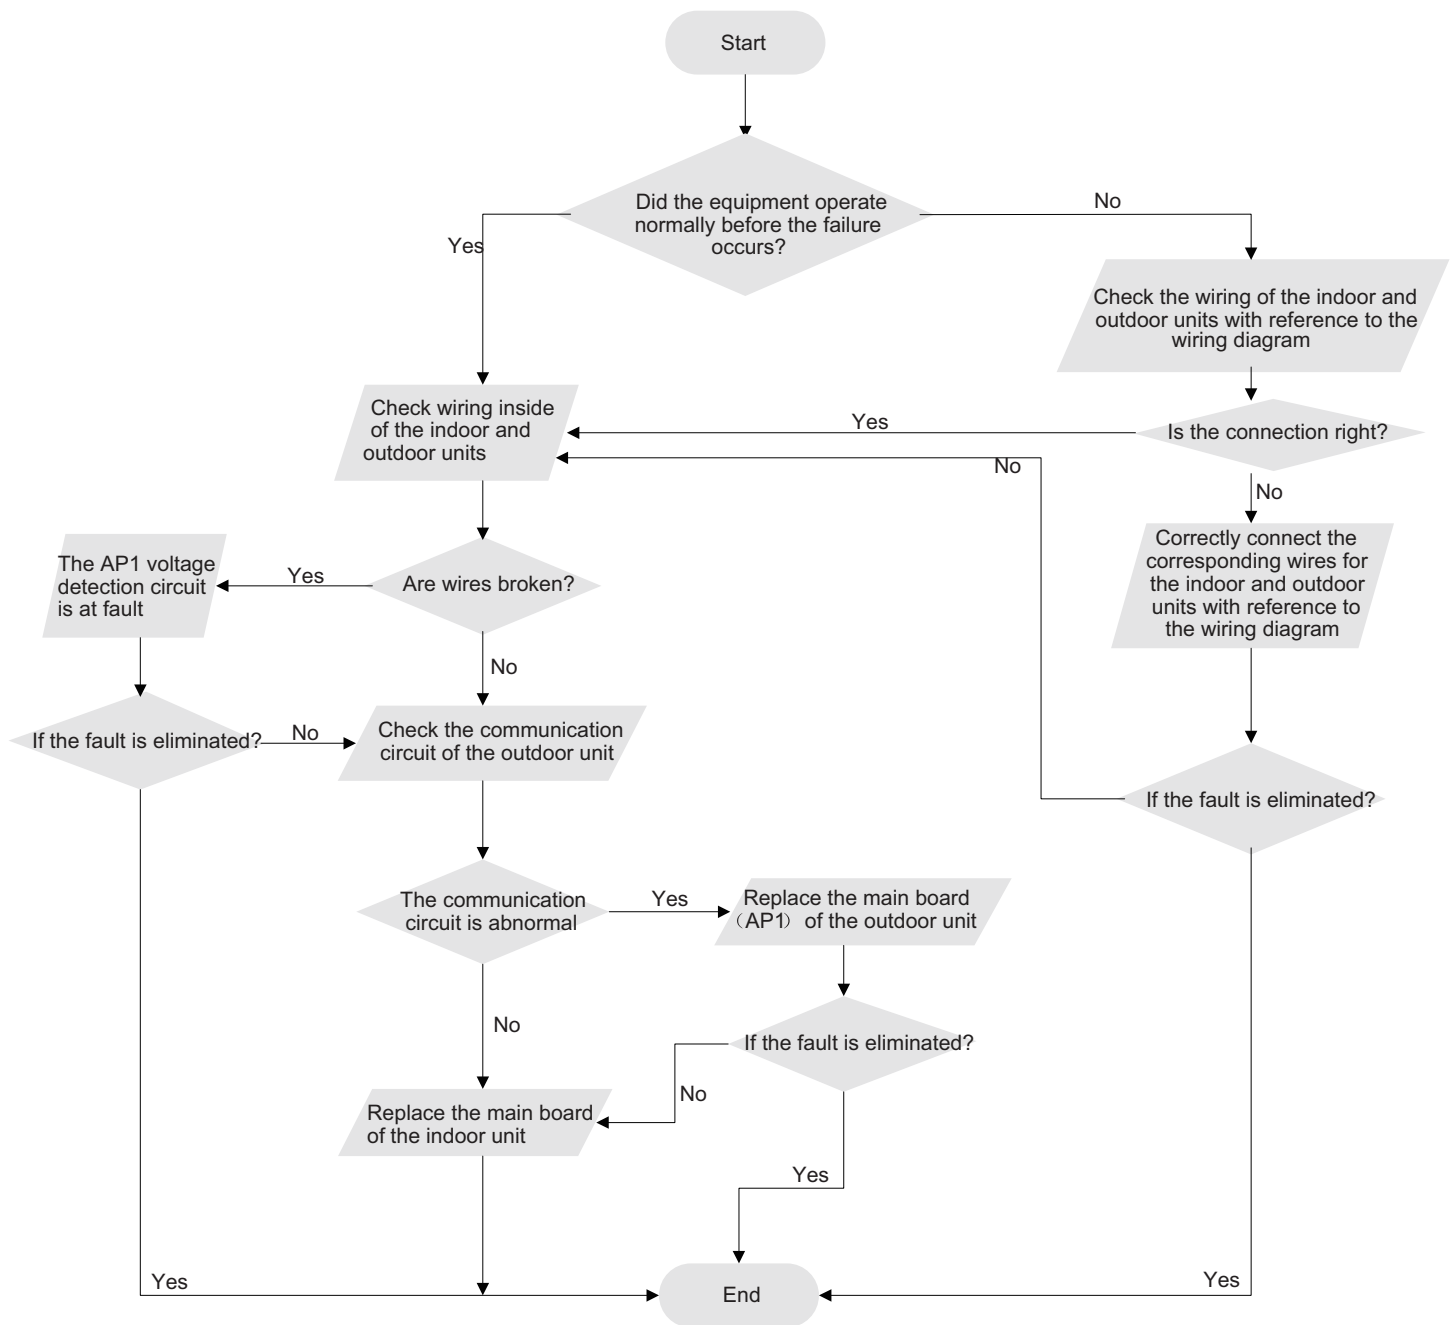 Start
Did the equipment operate
normally before the failure
occurs?
No
Yes
Check the wiring of the indoor and
outdoor units with reference to the
wiring diagram
Check wiring inside
of the indoor and
outdoor units
Yes
Is the connection right?
No
No
Correctly connect the
corresponding wires for
the indoor and outdoor
units with reference to
the wiring diagram
The AP1 voltage
detection circuit
is at fault
Yes
Are wires broken?
No
If the fault is eliminated?
No
Check the communication
circuit of the outdoor unit
If the fault is eliminated?
The communication
circuit is abnormal
Yes
Replace the main board
（AP1） of the outdoor unit
No
If the fault is eliminated?
No
Replace the main board
of the indoor unit
Yes
Yes
End
Yes